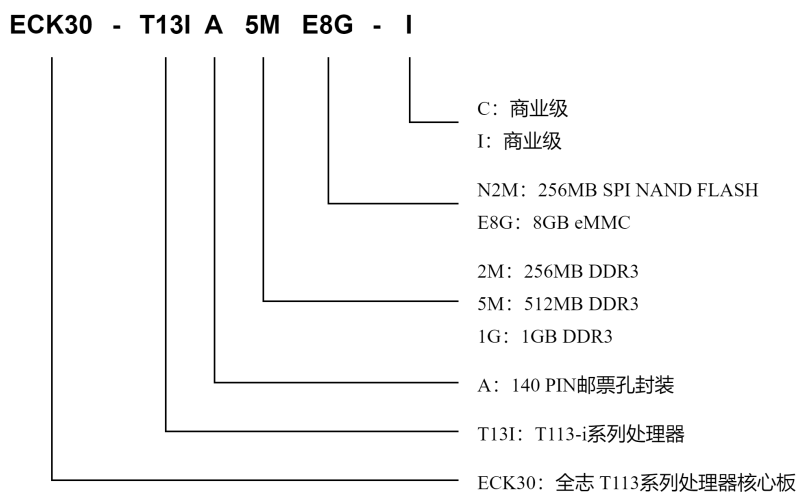 ECK30 - T13I A 5M E8G - I
C：商业级
I：商业级
N2M：256MB SPI NAND FLASH
E8G：8GB eMMC
2M：256MB DDR3
5M：512MB DDR3
1G：1GB DDR3
A：140 PIN邮票孔封装
T13I：T113-i系列处理器
ECK30：全志 T113系列处理器核心板